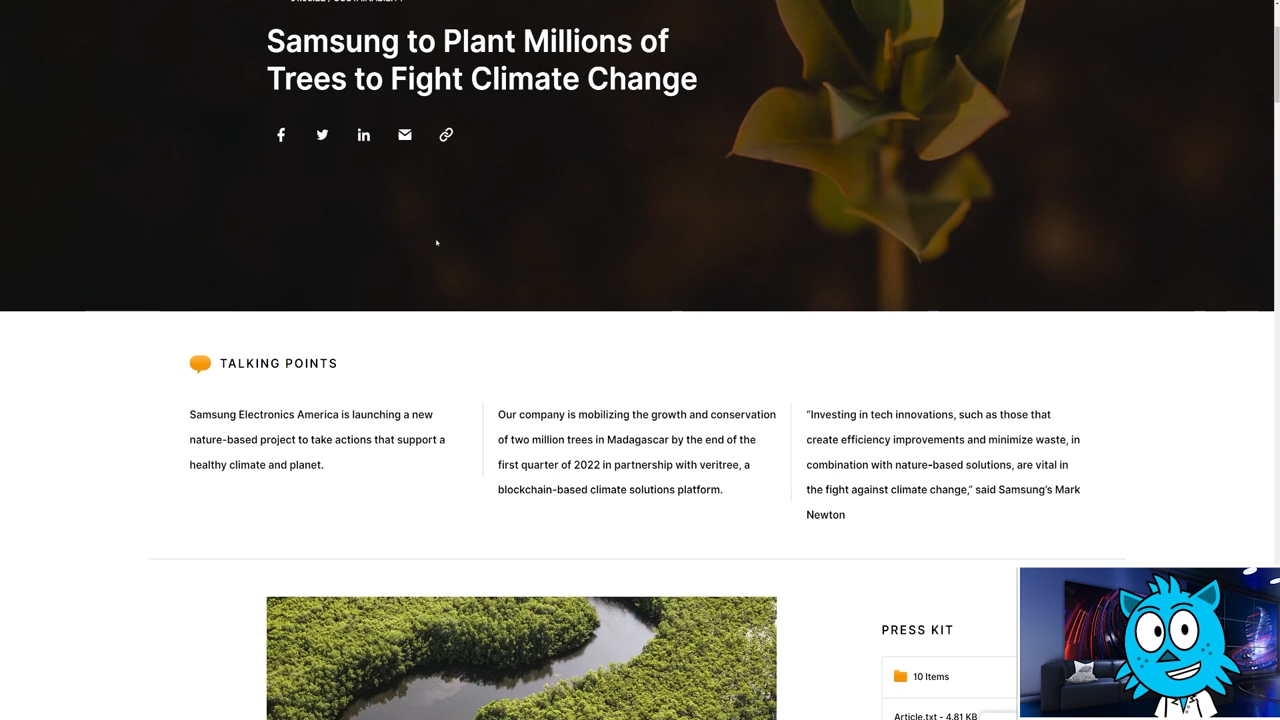 Samsung to Plant Millions of
Trees to Fight Climate Change
TALKING POINTS
Samsung Electronics America is launching a new
nature-based project to take actions that support a
healthy climate and planet.
Our company is mobilizing the growth and conservation
of two million trees in Madagascar by the end of the
first quarter of 2022 in partnership with veritree, a
blockchain-based climate solutions platform.
“Investing in tech innovations, such as those that
create efficiency improvements and minimize waste, in
combination with nature-based solutions, are vital in
the fight against climate change,” said Samsung’s Mark
Newton
PRESS KIT
10 Items
Article.txt - 4.81 KB